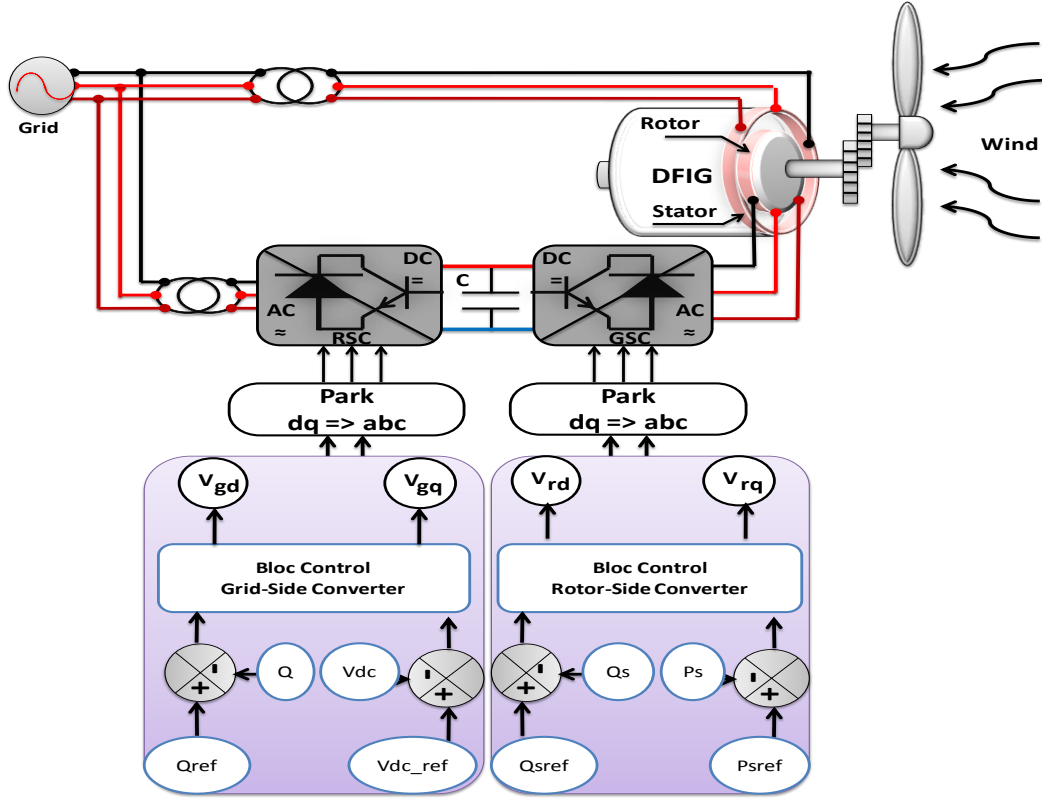 Grid
Rotor
DFIG
Stator
Wind
DC
=
AC
≈
RSC
C
DC
=
AC
≈
GSC
Park
dq => abc
Park
dq => abc
Vgd
Vgq
Vrd
Vrq
Bloc Control
Grid-Side Converter
Bloc Control
Rotor-Side Converter
Q
Vdc
Qs
Ps
Qref
Vdc_ref
Qsref
Psref